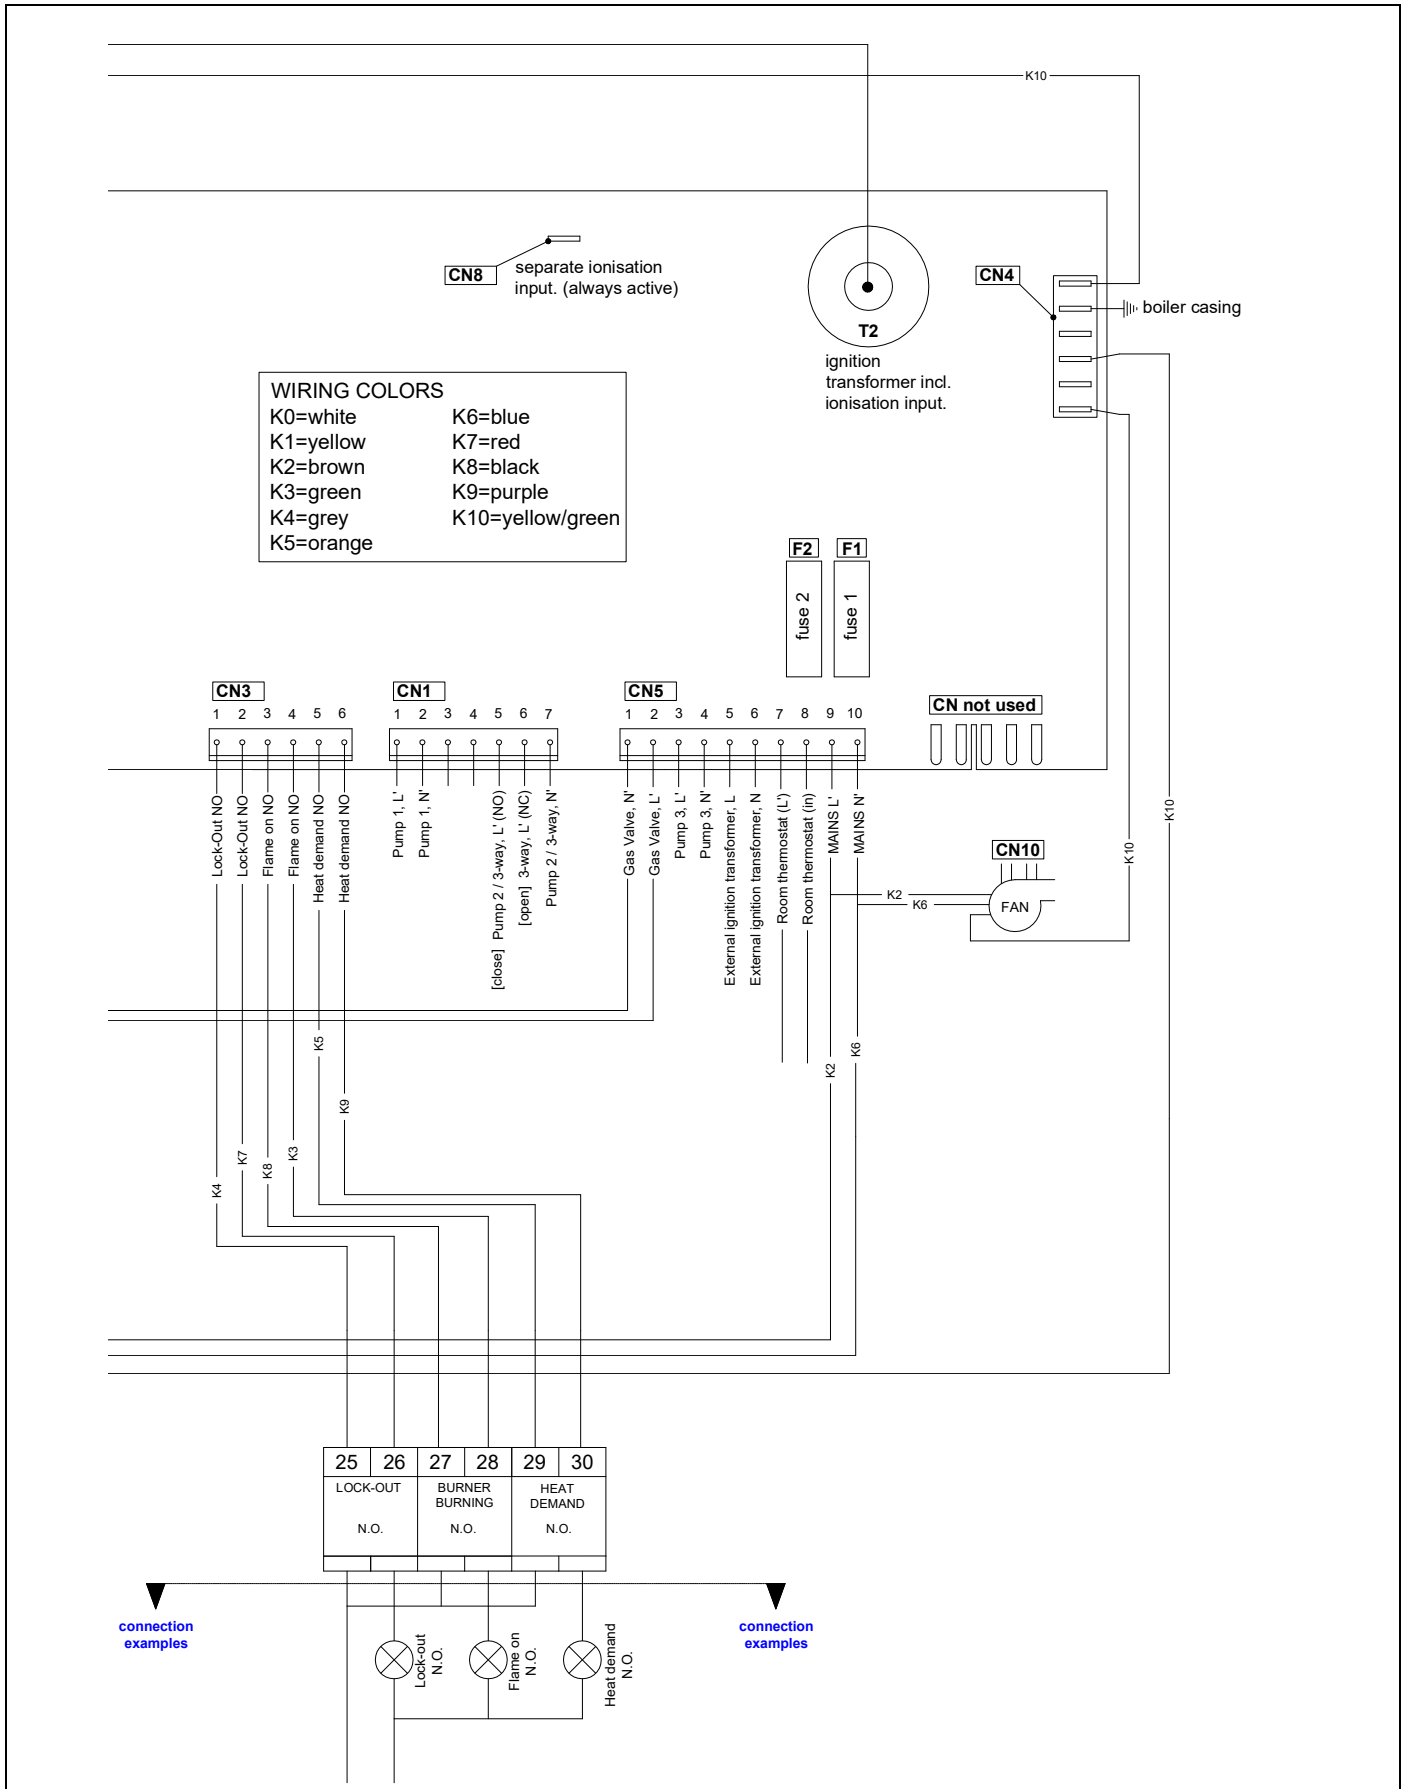 K10
CN8
separate ionisation
input. (always active)
CN4
boiler casing
T2
ignition
transformer incl.
ionisation input.
WIRING COLORS
K0=white
K1=yellow
K2=brown
K3=green
K4=grey
K5=orange
K6=blue
K7=red
K8=black
K9=purple
K10=yellow/green
F2
F1
fuse 2
fuse 1
CN3
1 2 3 4 5 6
CN1
1 2 3 4 5 6 7
CN5
1 2 3 4 5 6 7 8 9 10
CN not used
Lock-Out NO
Lock-Out NO
Flame on NO
Flame on NO
Heat demand NO
Heat demand NO
Pump 1, L'
Pump 1, N'
[close] Pump 2 / 3-way, L' (NO)
[open] 3-way, L' (NC)
Pump 2 / 3-way, N'
Gas Valve, N'
Gas Valve, L'
Pump 3, L'
Pump 3, N'
External ignition transformer, L
External ignition transformer, N
Room thermostat (L')
Room thermostat (in)
MAINS L'
MAINS N'
CN10
FAN
K2
K6
K10
K10
K4
K7
K8
K3
K5
K9
K2
K6
25 26 27 28 29 30
LOCK-OUT
N.O.
BURNER
BURNING
N.O.
HEAT
DEMAND
N.O.
connection
examples
connection
examples
Lock-out
N.O.
Flame on
N.O.
Heat demand
N.O.